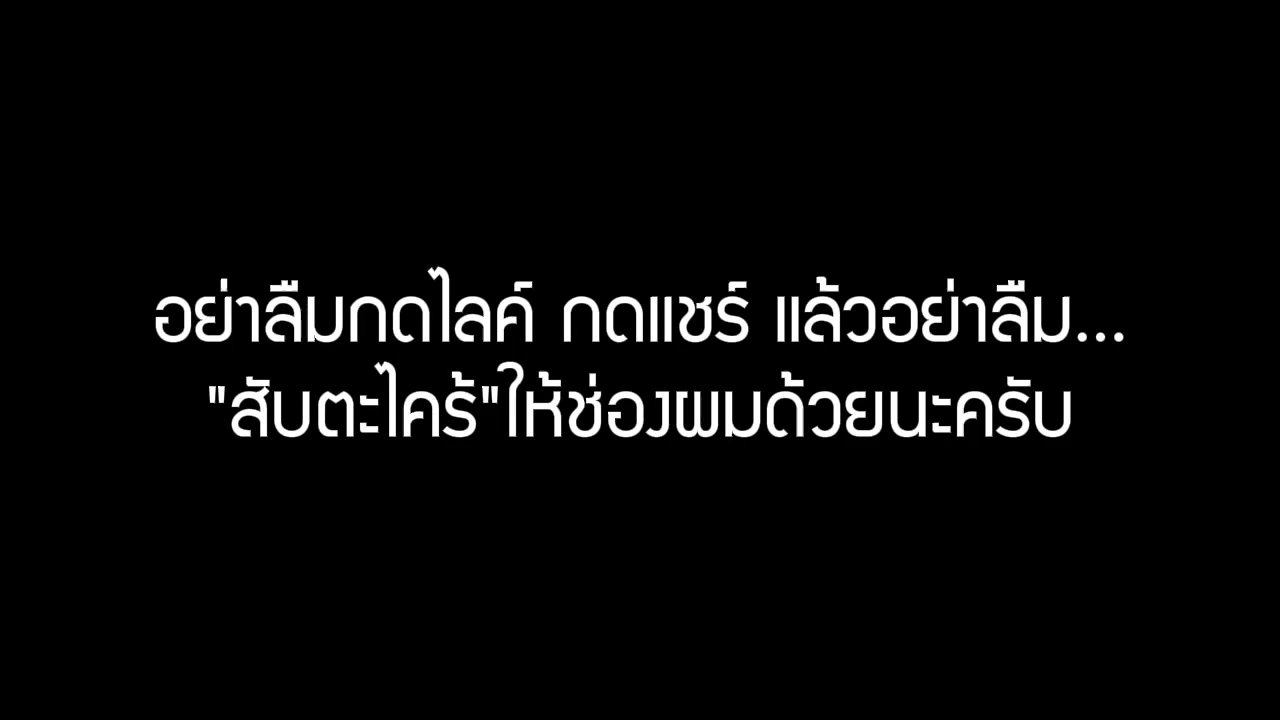 อย่าลืมกดไลค์ กดแชร์ แล้วอย่าลืม...
"สับตะไคร้"ให้ช่องผมด้วยนะครับ